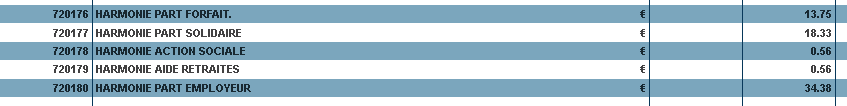 720176 HARMONIE PART FORFAIT. € 13.75
720177 HARMONIE PART SOLIDAIRE € 18.33
720178 HARMONIE ACTION SOCIALE € 0.56
720179 HARMONIE AIDE RETRAITES € 0.56
720180 HARMONIE PART EMPLOYEUR € 34.38